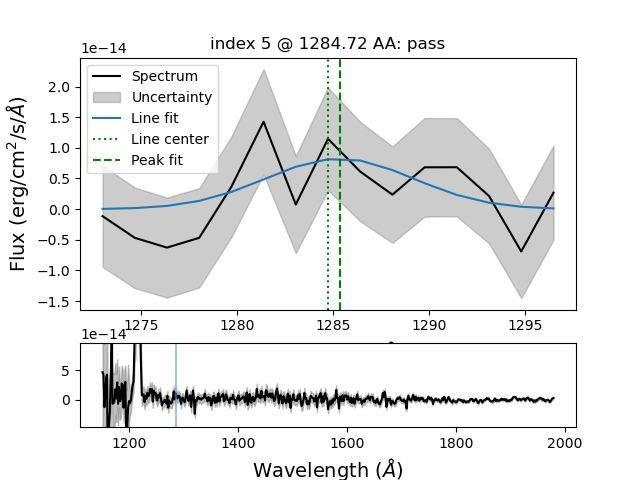 index 5 @ 1284.72 AA: pass
1e−14
Spectrum
Uncertainty
Line fit
Line center
Peak fit
2.0
1.5
1.0
0.5
0.0
−0.5
−1.0
−1.5
Flux (erg/cm²/s/Å)
1275 1280 1285 1290 1295
1e−14
5
0
1200 1400 1600 1800 2000
Wavelength (Å)